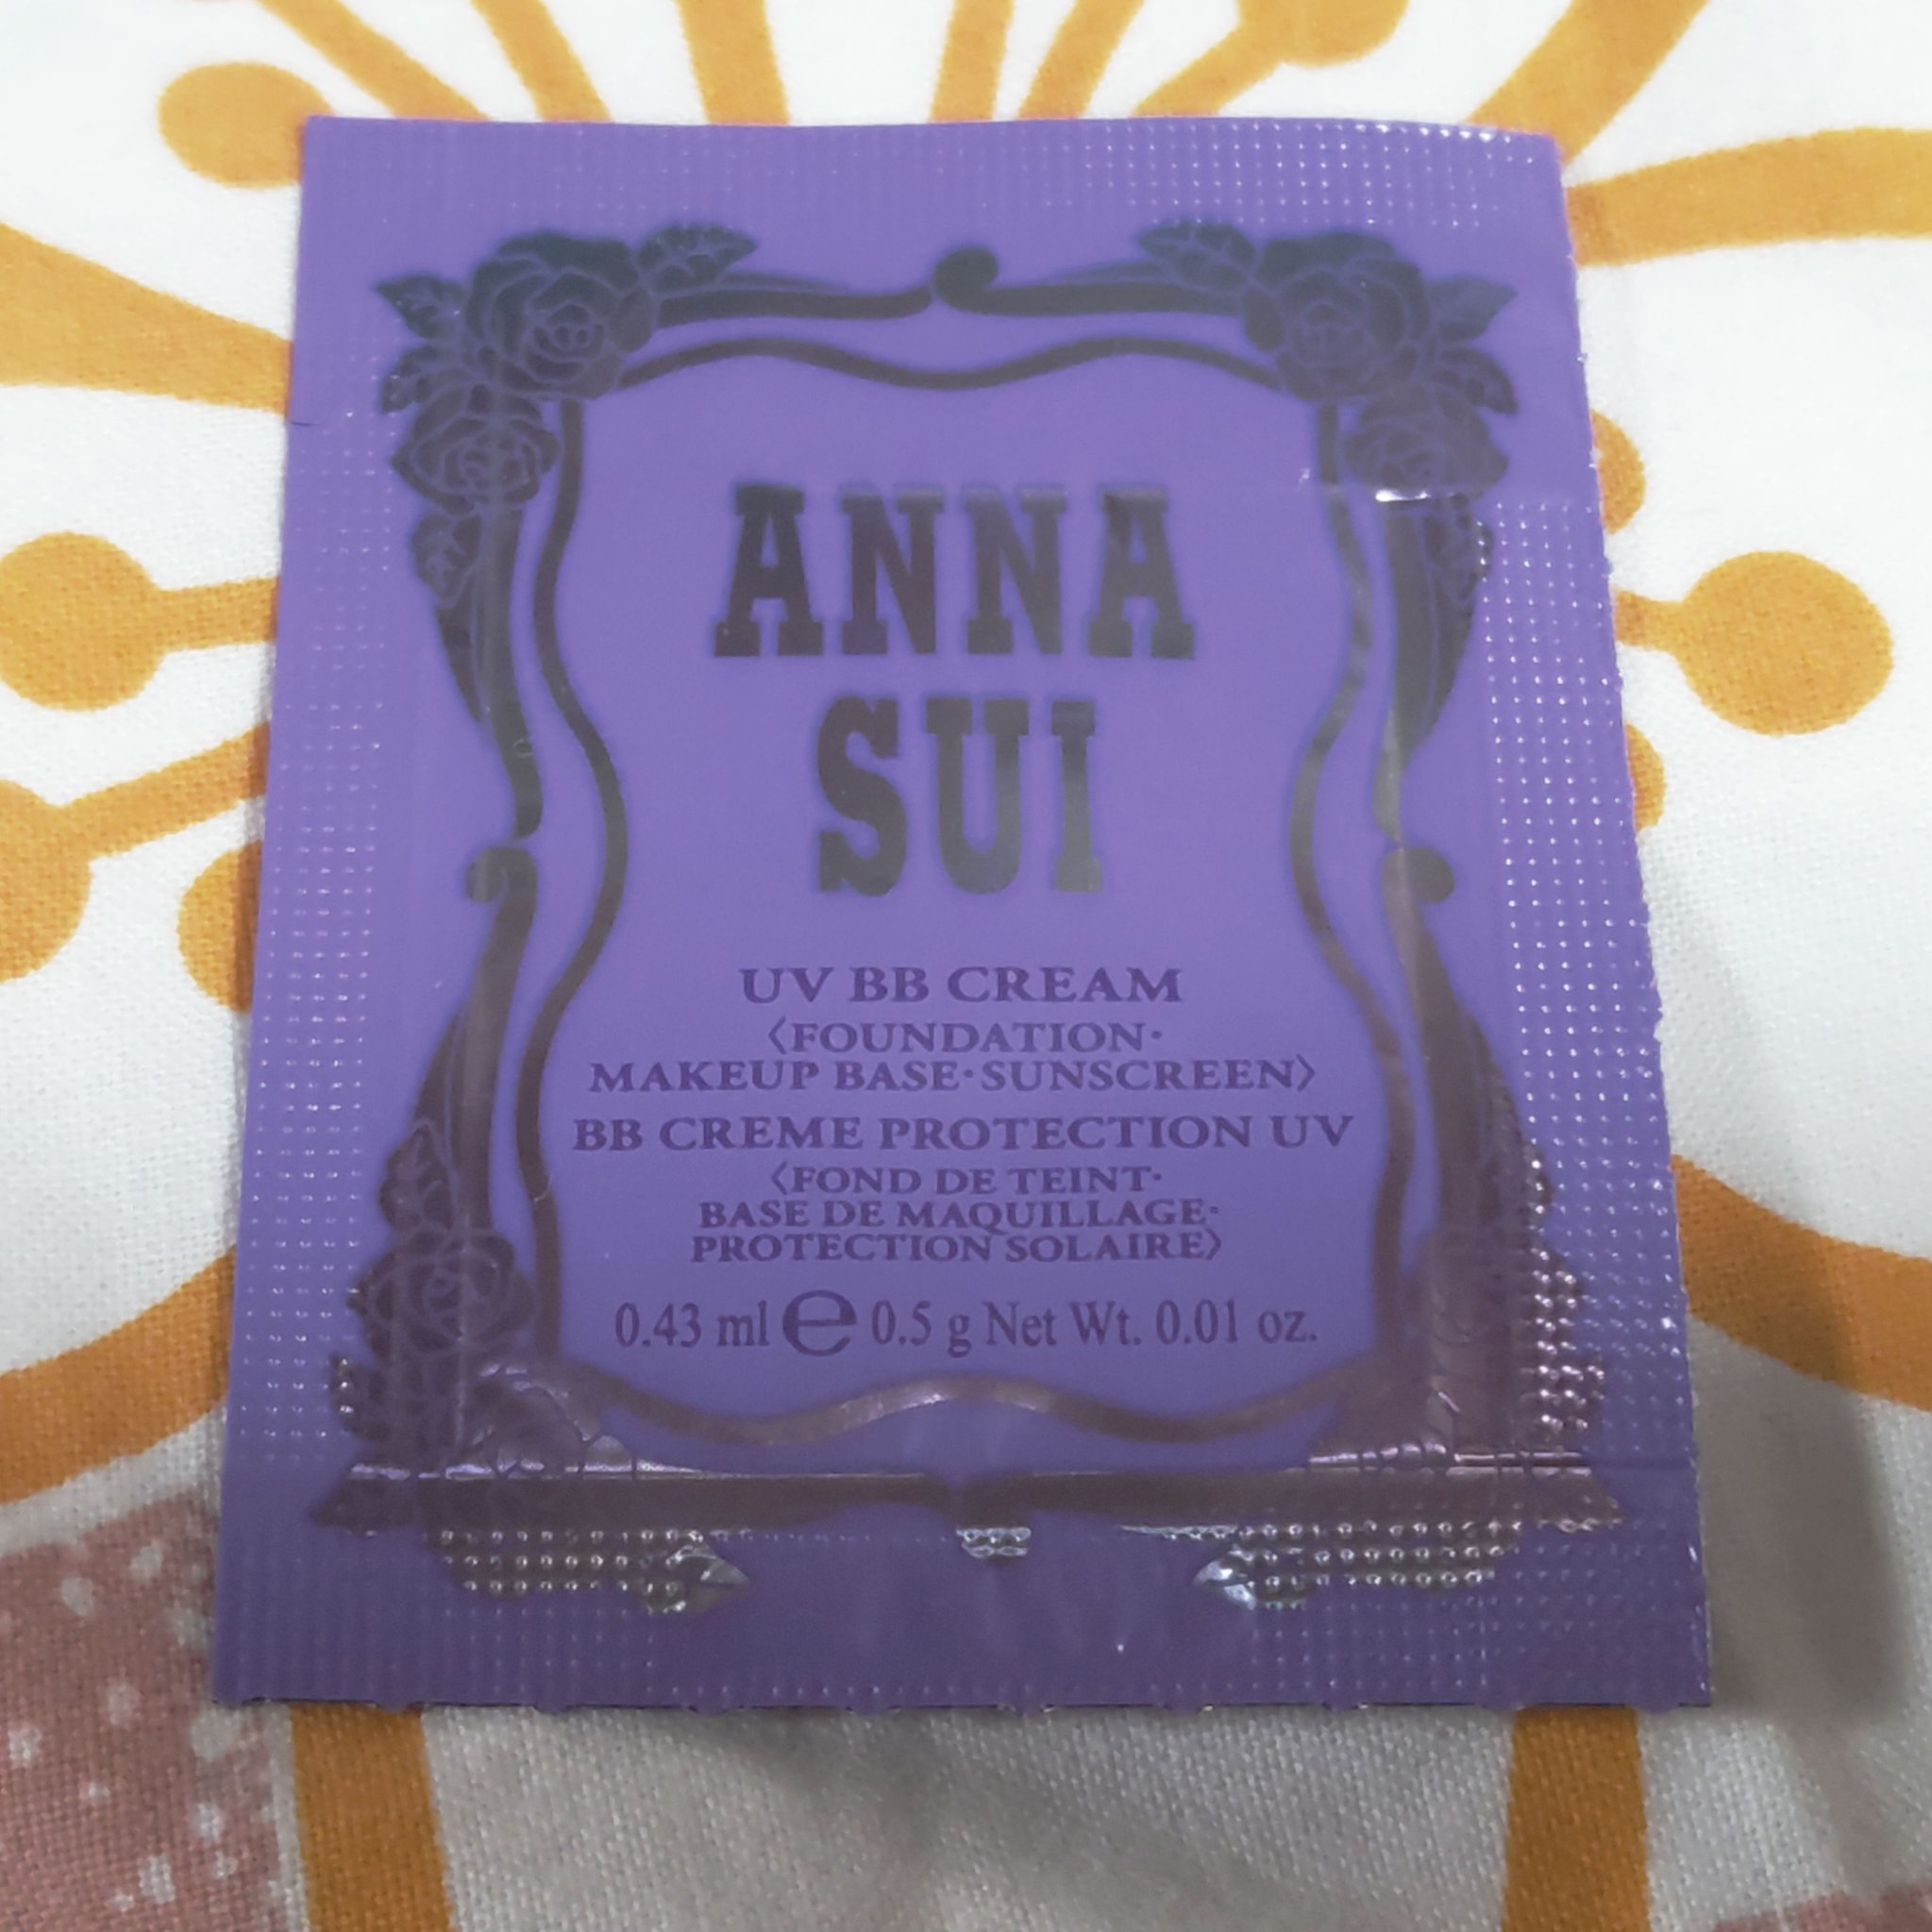 ANNA
SUI
UV BB CREAM
〈FOUNDATION·
MAKEUP BASE·SUNSCREEN〉
BB CREME PROTECTION UV
〈FOND DE TEINT·
BASE DE MAQUILLAGE·
PROTECTION SOLAIRE〉
0.43 ml ℮ 0.5 g Net Wt. 0.01 oz.